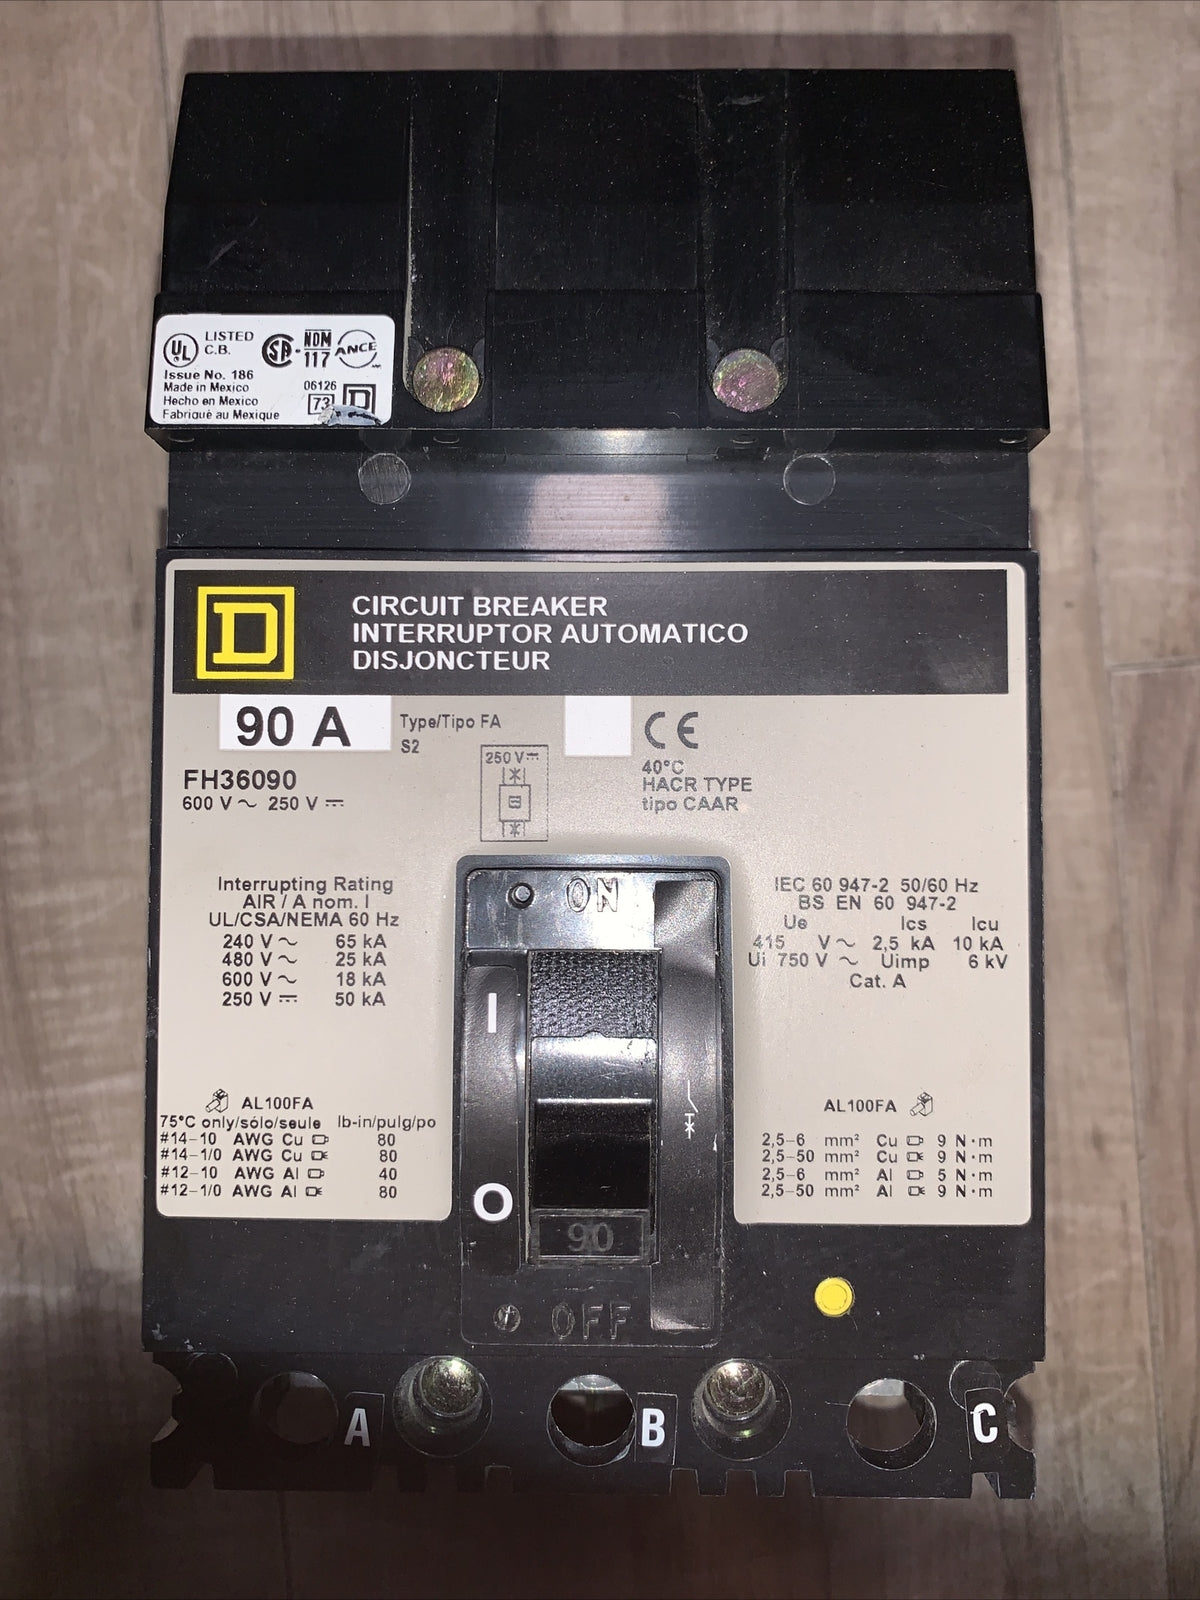 UL LISTED C.B. SA NOM 117 ANCE
Issue No. 186
Made in Mexico 06126
Hecho en Mexico 73 D
Fabriqué au Mexique
D
CIRCUIT BREAKER
INTERRUPTOR AUTOMATICO
DISJONCTEUR
90 A
Type/Tipo FA
S2
FH36090
600 V ~ 250 V ⎓
250 V ⎓
CE
40°C
HACR TYPE
tipo CAAR
Interrupting Rating
AIR / A nom. I
UL/CSA/NEMA 60 Hz
240 V ~ 65 kA
480 V ~ 25 kA
600 V ~ 18 kA
250 V ⎓ 50 kA
ON
I
O
90
OFF
IEC 60 947-2 50/60 Hz
BS EN 60 947-2
Ue Ics Icu
415 V ~ 2,5 kA 10 kA
Ui 750 V ~ Uimp 6 kV
Cat. A
AL100FA
75°C only/sólo/seule lb-in/pulg/po
#14-10 AWG Cu 80
#14-1/0 AWG Cu 80
#12-10 AWG Al 40
#12-1/0 AWG Al 80
AL100FA
2,5-6 mm² Cu 9 N·m
2,5-50 mm² Cu 9 N·m
2,5-6 mm² Al 5 N·m
2,5-50 mm² Al 9 N·m
A B C